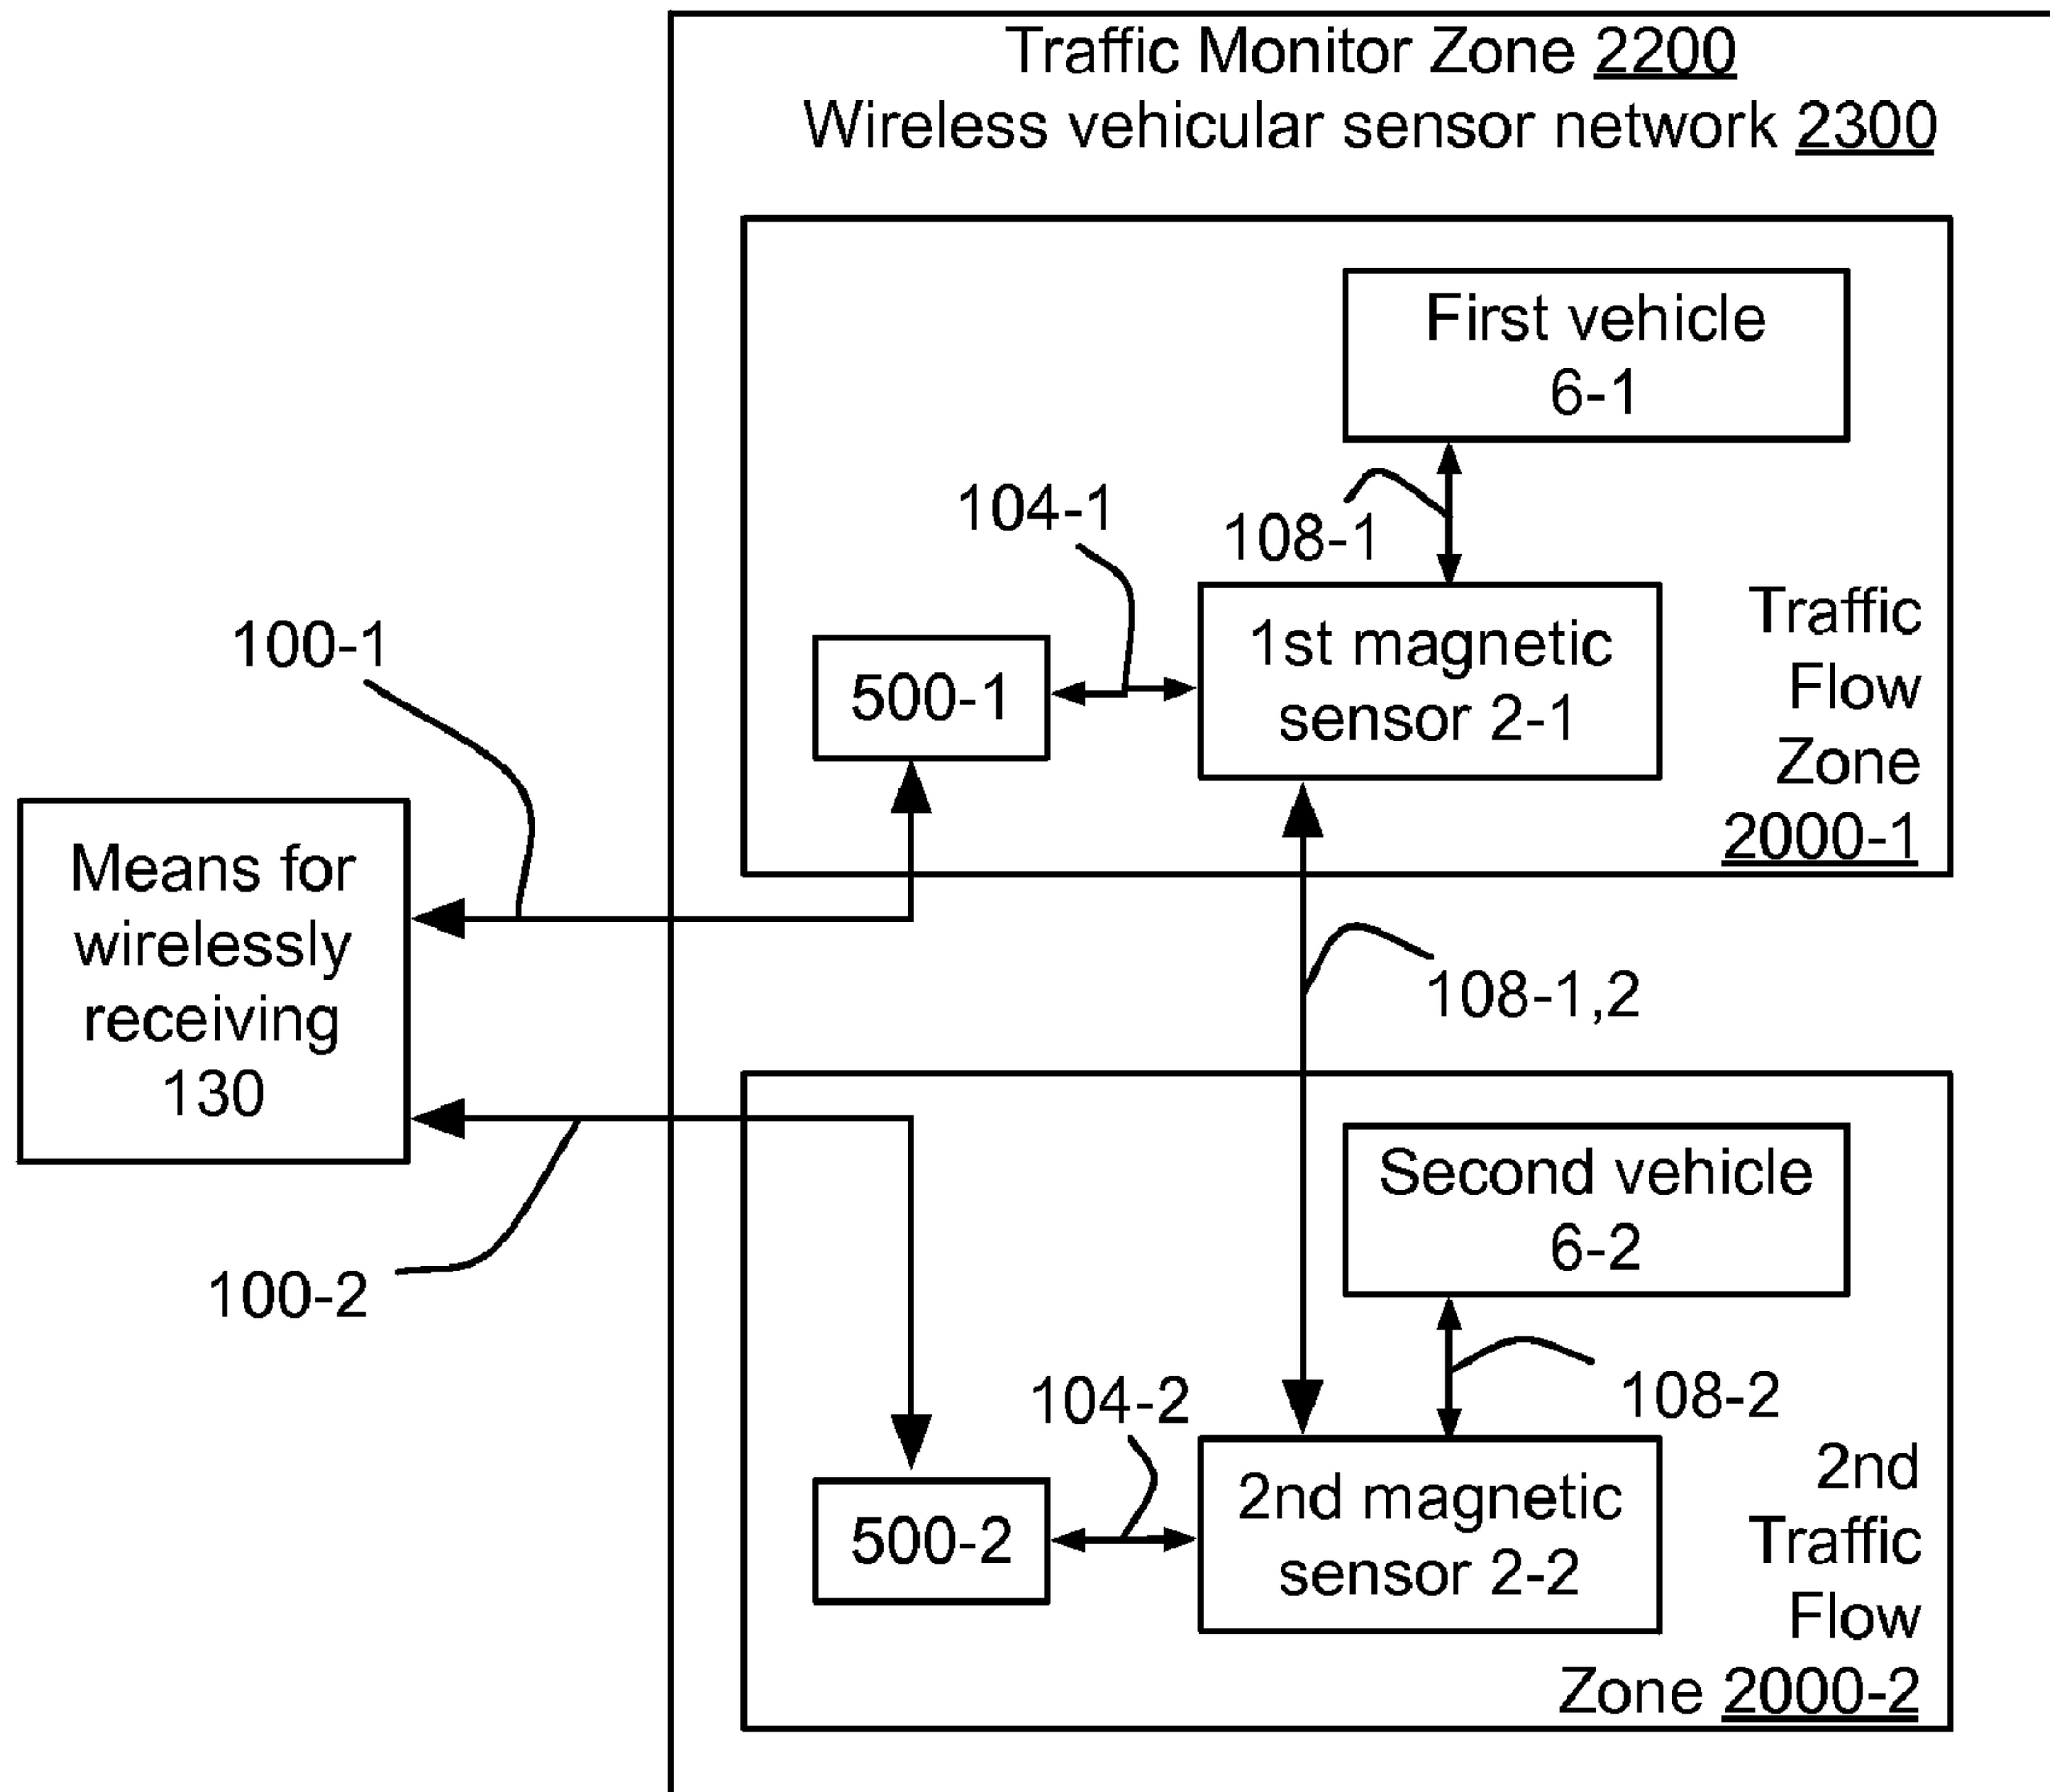 Traffic Monitor Zone 2200
Wireless vehicular sensor network 2300
First vehicle
6-1
104-1
108-1
100-1
500-1
1st magnetic
sensor 2-1
Traffic
Flow
Zone
2000-1
Means for
wirelessly
receiving
130
108-1,2
Second vehicle
6-2
100-2
104-2
108-2
500-2
2nd magnetic
sensor 2-2
2nd
Traffic
Flow
Zone 2000-2